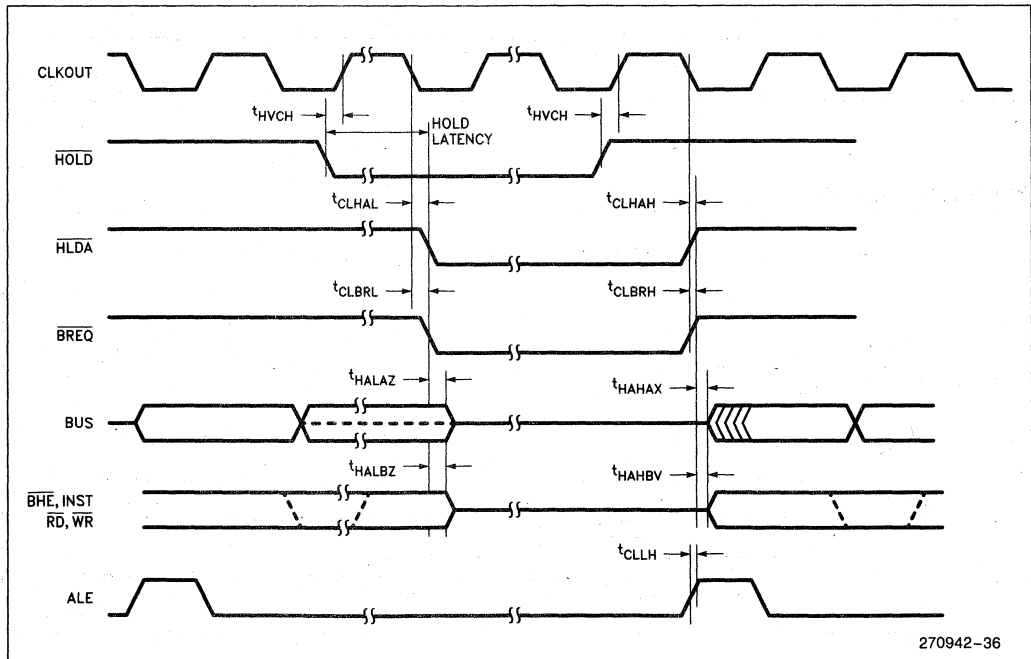 CLKOUT
tHVCH
HOLD
LATENCY
tHVCH
HOLD
tCLHAL
tCLHAH
HLDA
tCLBRL
tCLBRH
BREQ
tHALAZ
tHAHAX
BUS
tHALBZ
tHAHBV
BHE, INST
RD, WR
tCLLH
ALE
270942-36